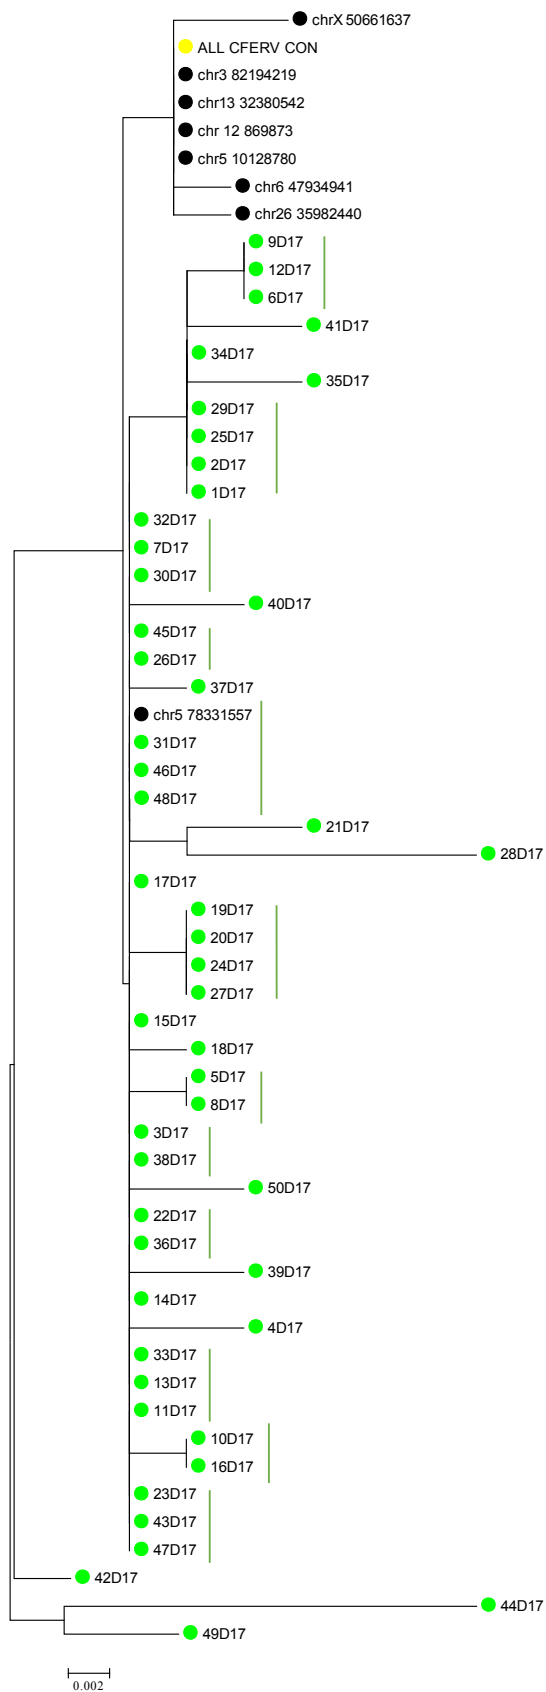 chrX 50661637
ALL CFERV CON
chr3 82194219
chr13 32380542
chr 12 869873
chr5 10128780
chr6 47934941
chr26 35982440
9D17
12D17
6D17
41D17
34D17
35D17
29D17
25D17
2D17
1D17
32D17
7D17
30D17
40D17
45D17
26D17
37D17
chr5 78331557
31D17
46D17
48D17
21D17
28D17
17D17
19D17
20D17
24D17
27D17
15D17
18D17
5D17
8D17
3D17
38D17
50D17
22D17
36D17
39D17
14D17
4D17
33D17
13D17
11D17
10D17
16D17
23D17
43D17
47D17
42D17
44D17
49D17
0.002